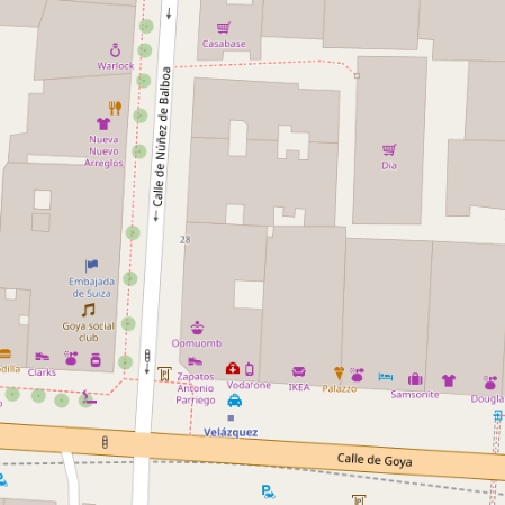 Casabase
Warlock
Calle de Núñez de Balboa
Nueva
Nuevo
Arreglos
Dia
28
Embajada
de Suiza
Goya social
club
Oomuomb
Clarks
Zapatos
Antonio
Parriego
Vodafone
IKEA
Palazzo
Samsonite
Dougla
Velázquez
Calle de Goya